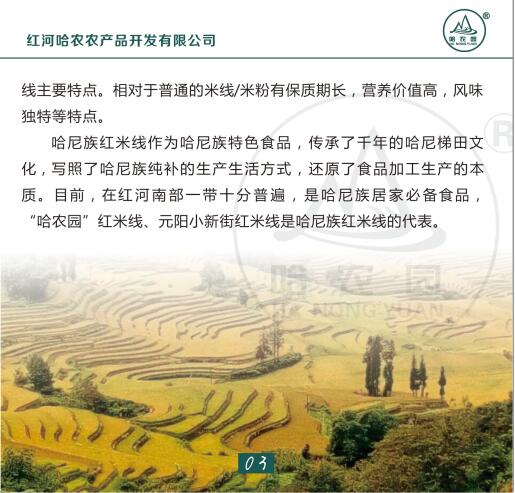 红河哈农农产品开发有限公司
哈农园
HA NONG YUAN
®
线主要特点。相对于普通的米线/米粉有保质期长，营养价值高，风味
独特等特点。
哈尼族红米线作为哈尼族特色食品，传承了千年的哈尼梯田文
化，写照了哈尼族纯补的生产生活方式，还原了食品加工生产的本
质。目前，在红河南部一带十分普遍，是哈尼族居家必备食品，
“哈农园”红米线、元阳小新街红米线是哈尼族红米线的代表。
®
哈农园
HA NONG YUAN
03